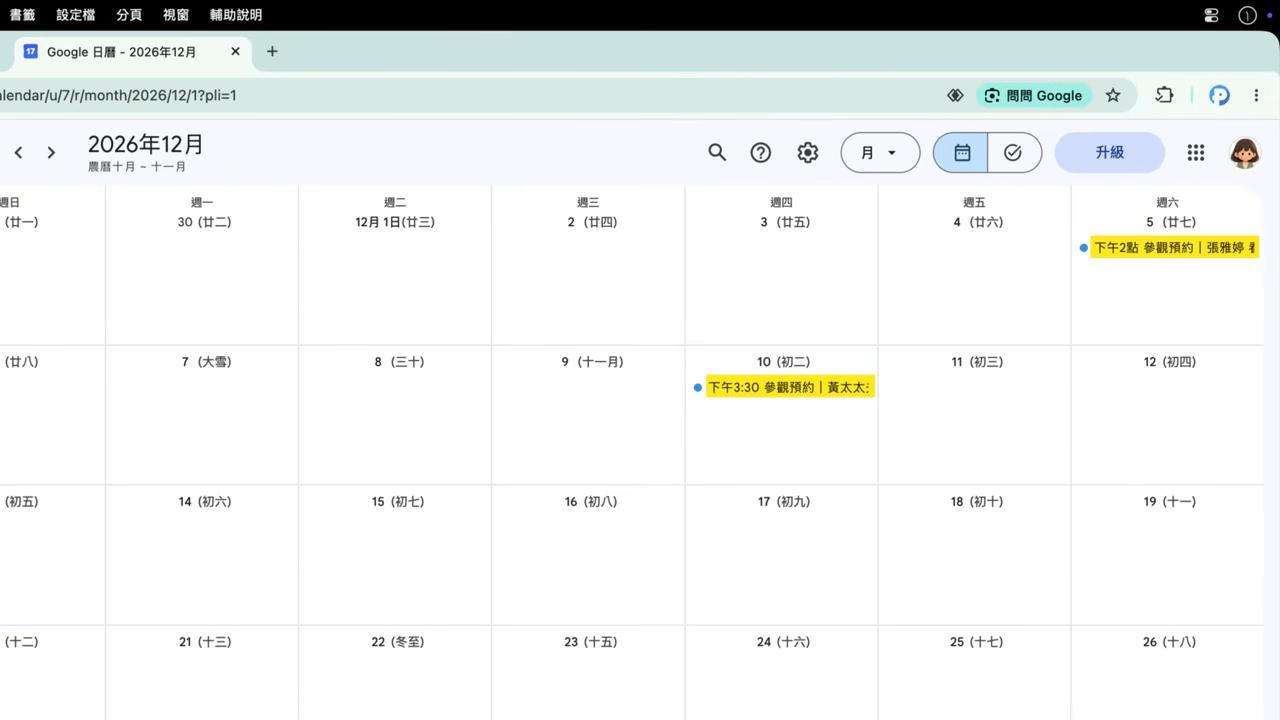 書籤 設定檔 分頁 視窗 輔助說明
Google 日曆 - 2026年12月
alendar/u/7/r/month/2026/12/1?pli=1
問問 Google
2026年12月
農曆十月 ~ 十一月
月
升級
週日 週一 週二 週三 週四 週五 週六
(廿一) 30 (廿二) 12月 1日(廿三) 2 (廿四) 3 (廿五) 4 (廿六) 5 (廿七)
下午2點 參觀預約｜張雅婷
(廿八) 7 (大雪) 8 (三十) 9 (十一月) 10 (初二) 11 (初三) 12 (初四)
下午3:30 參觀預約｜黃太太
(初五) 14 (初六) 15 (初七) 16 (初八) 17 (初九) 18 (初十) 19 (十一)
(十二) 21 (十三) 22 (冬至) 23 (十五) 24 (十六) 25 (十七) 26 (十八)